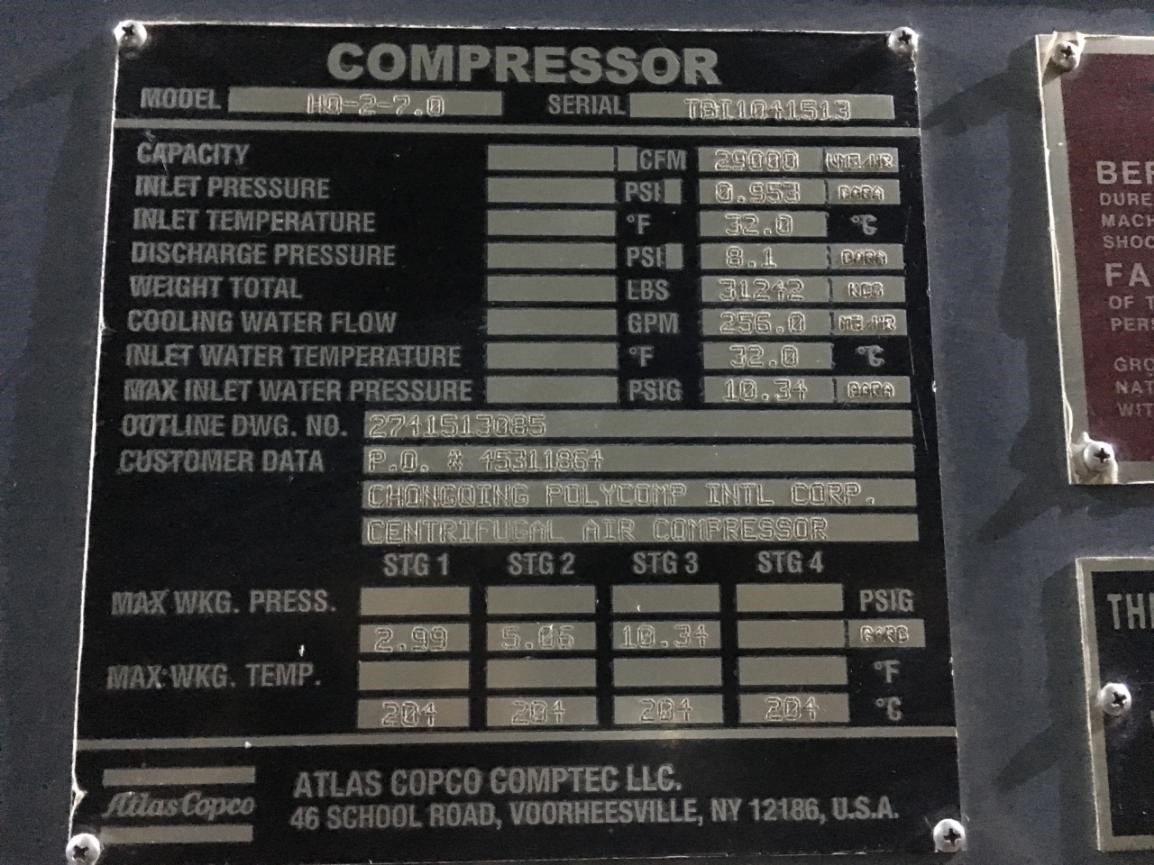 COMPRESSOR
MODEL HQ-2-7.0 SERIAL TBI1041513
CAPACITY CFM 29000 NM3/HR
INLET PRESSURE PSI 0.953 BARA
INLET TEMPERATURE °F 32.0 °C
DISCHARGE PRESSURE PSI 8.1 BARA
WEIGHT TOTAL LBS 31242 KGS
COOLING WATER FLOW GPM 256.0 M3/HR
INLET WATER TEMPERATURE °F 32.0 °C
MAX INLET WATER PRESSURE PSIG 10.34
OUTLINE DWG. NO. 2741513085
CUSTOMER DATA P.O. # 45311864
CHONGQING POLYCOMP INTL CORP.
CENTRIFUGAL AIR COMPRESSOR
STG 1 STG 2 STG 3 STG 4
MAX WKG. PRESS. PSIG
2.99 5.06 10.34 BARG
MAX WKG. TEMP. °F
204 204 204 204 °C
Atlas Copco
ATLAS COPCO COMPTEC LLC.
46 SCHOOL ROAD, VOORHEESVILLE, NY 12186, U.S.A.
BEF
DURE
MACH
SHOC
FA
OF T
PERS
GRO
NAT
WIT
THE